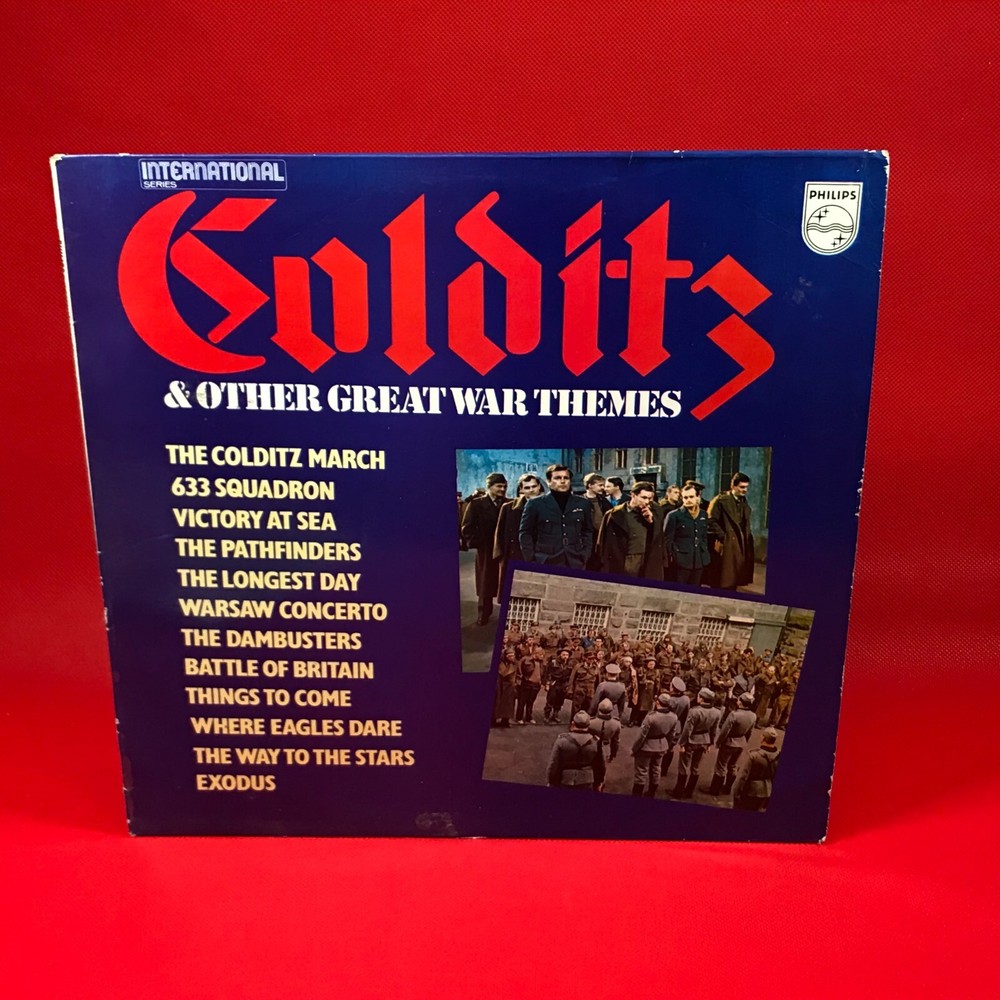 INTERNATIONAL
SERIES
PHILIPS
Colditz
& OTHER GREAT WAR THEMES
THE COLDITZ MARCH
633 SQUADRON
VICTORY AT SEA
THE PATHFINDERS
THE LONGEST DAY
WARSAW CONCERTO
THE DAMBUSTERS
BATTLE OF BRITAIN
THINGS TO COME
WHERE EAGLES DARE
THE WAY TO THE STARS
EXODUS